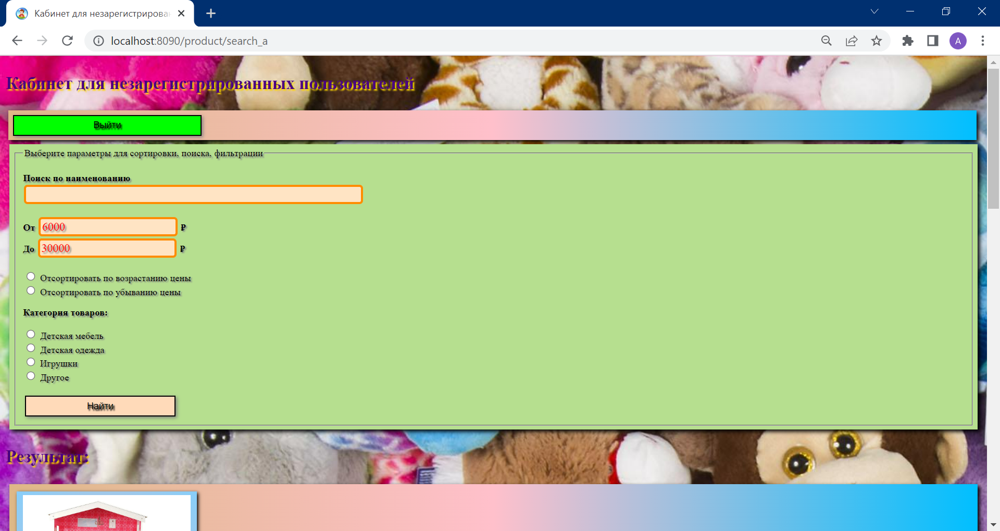 Кабинет для незарегистрирова
localhost:8090/product/search_a
A
Кабинет для незарегистрированных пользователей
Выйти
Выберите параметры для сортировки, поиска, фильтрации
Поиск по наименованию
От 6000 ₽
До 30000 ₽
Отсортировать по возрастанию цены
Отсортировать по убыванию цены
Категория товаров:
Детская мебель
Детская одежда
Игрушки
Другое
Найти
Результат: